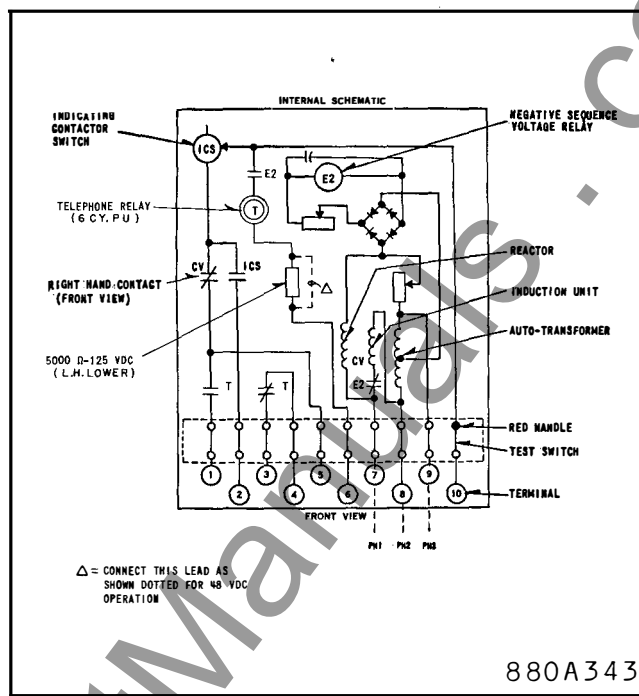 INTERNAL SCHEMATIC
INDICATING
CONTACTOR
SWITCH
NEGATIVE SEQUENCE
VOLTAGE RELAY
ICS
E2
E2
TELEPHONE RELAY
(6 CY. PU)
T
REACTOR
CV
ICS
RIGHT HAND CONTACT
(FRONT VIEW)
Δ
INDUCTION UNIT
AUTO-TRANSFORMER
5000 Ω-125 VDC
(L.H. LOWER)
CV
E2
T
T
RED HANDLE
TEST SWITCH
1
3
5
7
9
2
4
6
8
10
TERMINAL
FRONT VIEW
PH1 PH2 PH3
Δ = CONNECT THIS LEAD AS
SHOWN DOTTED FOR 48 VDC
OPERATION
880A343
Manuals . c